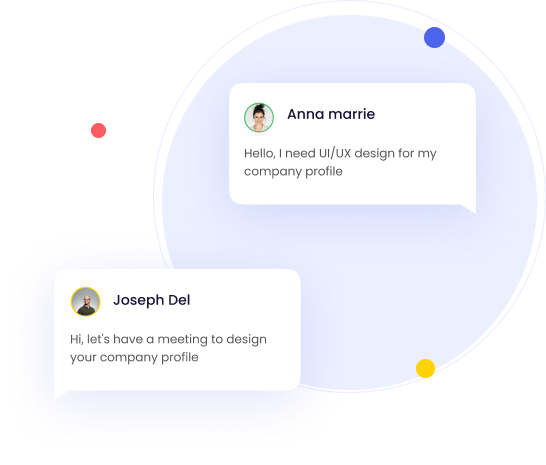 Anna marrie
Hello, I need UI/UX design for my
company profile
Joseph Del
Hi, let's have a meeting to design
your company profile